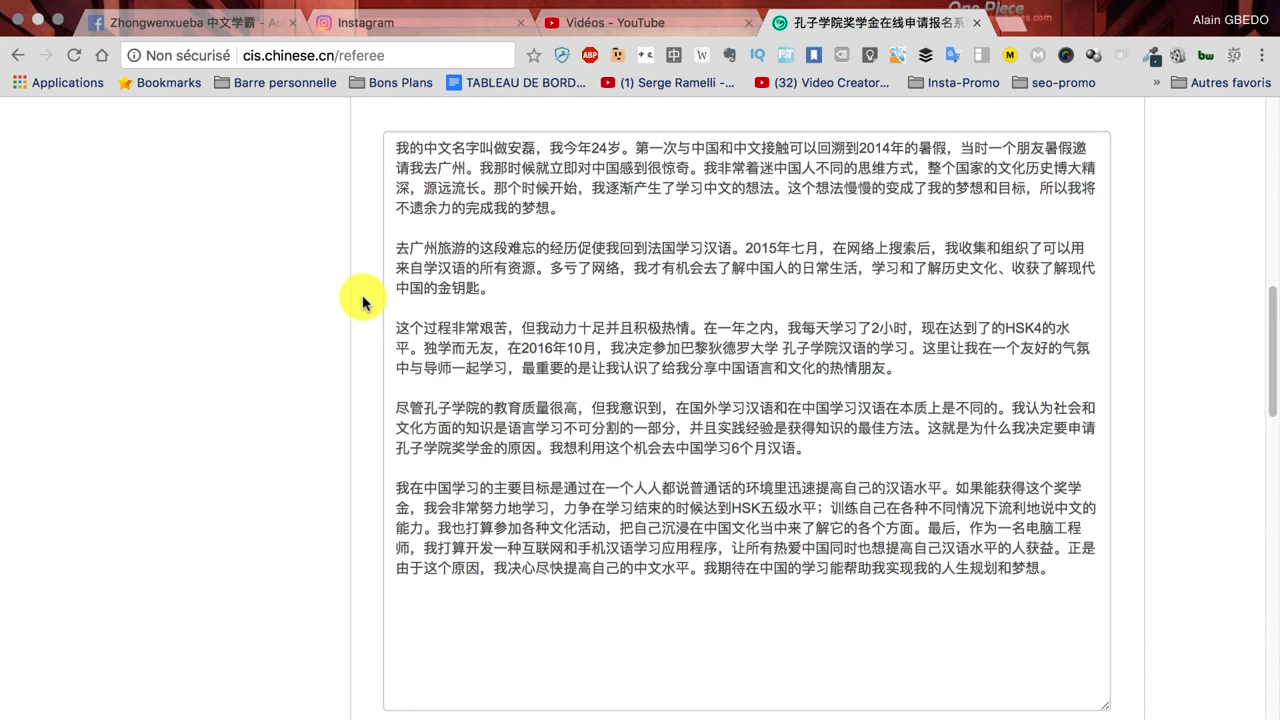 One Piece
Zhongwenxueba 中文学霸 - Ac
Instagram
Vidéos - YouTube
孔子学院奖学金在线申请报名系
Alain GBEDO
Non sécurisé
cis.chinese.cn/referee
Applications
Bookmarks
Barre personnelle
Bons Plans
TABLEAU DE BORD...
(1) Serge Ramelli -...
(32) Video Creator...
Insta-Promo
seo-promo
»
Autres favoris
我的中文名字叫做安磊，我今年24岁。第一次与中国和中文接触可以回溯到2014年的暑假，当时一个朋友暑假邀
请我去广州。我那时候就立即对中国感到很惊奇。我非常着迷中国人不同的思维方式，整个国家的文化历史博大精
深，源远流长。那个时候开始，我逐渐产生了学习中文的想法。这个想法慢慢的变成了我的梦想和目标，所以我将
不遗余力的完成我的梦想。
去广州旅游的这段难忘的经历促使我回到法国学习汉语。2015年七月，在网络上搜索后，我收集和组织了可以用
来自学汉语的所有资源。多亏了网络，我才有机会去了解中国人的日常生活，学习和了解历史文化、收获了解现代
中国的金钥匙。
这个过程非常艰苦，但我动力十足并且积极热情。在一年之内，我每天学习了2小时，现在达到了的HSK4的水
平。独学而无友，在2016年10月，我决定参加巴黎狄德罗大学 孔子学院汉语的学习。这里让我在一个友好的气氛
中与导师一起学习，最重要的是让我认识了给我分享中国语言和文化的热情朋友。
尽管孔子学院的教育质量很高，但我意识到，在国外学习汉语和在中国学习汉语在本质上是不同的。我认为社会和
文化方面的知识是语言学习不可分割的一部分，并且实践经验是获得知识的最佳方法。这就是为什么我决定要申请
孔子学院奖学金的原因。我想利用这个机会去中国学习6个月汉语。
我在中国学习的主要目标是通过在一个人人都说普通话的环境里迅速提高自己的汉语水平。如果能获得这个奖学
金，我会非常努力地学习，力争在学习结束的时候达到HSK五级水平；训练自己在各种不同情况下流利地说中文的
能力。我也打算参加各种文化活动，把自己沉浸在中国文化当中来了解它的各个方面。最后，作为一名电脑工程
师，我打算开发一种互联网和手机汉语学习应用程序，让所有热爱中国同时也想提高自己汉语水平的人获益。正是
由于这个原因，我决心尽快提高自己的中文水平。我期待在中国的学习能帮助我实现我的人生规划和梦想。